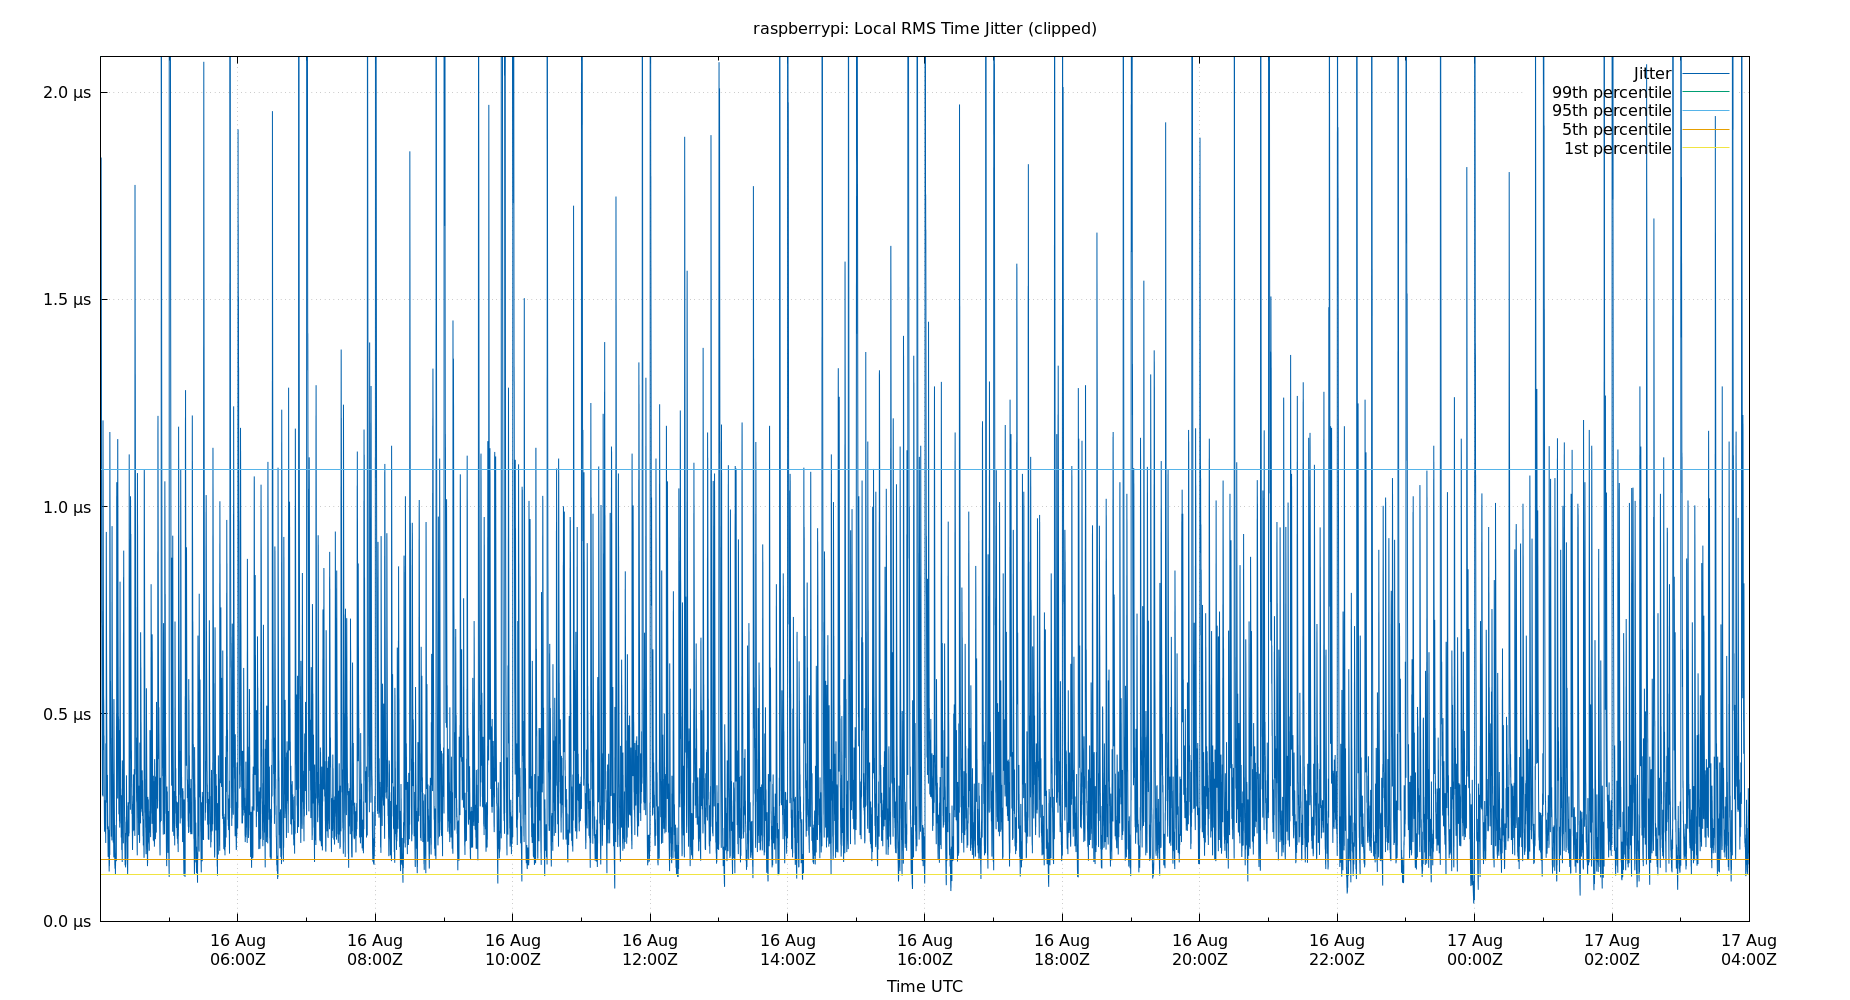 raspberrypi: Local RMS Time Jitter (clipped)
2.0 µs
1.5 µs
1.0 µs
0.5 µs
0.0 µs
Jitter
99th percentile
95th percentile
5th percentile
1st percentile
16 Aug 16 Aug 16 Aug 16 Aug 16 Aug 16 Aug 16 Aug 16 Aug 16 Aug 17 Aug 17 Aug 17 Aug
06:00Z 08:00Z 10:00Z 12:00Z 14:00Z 16:00Z 18:00Z 20:00Z 22:00Z 00:00Z 02:00Z 04:00Z
Time UTC